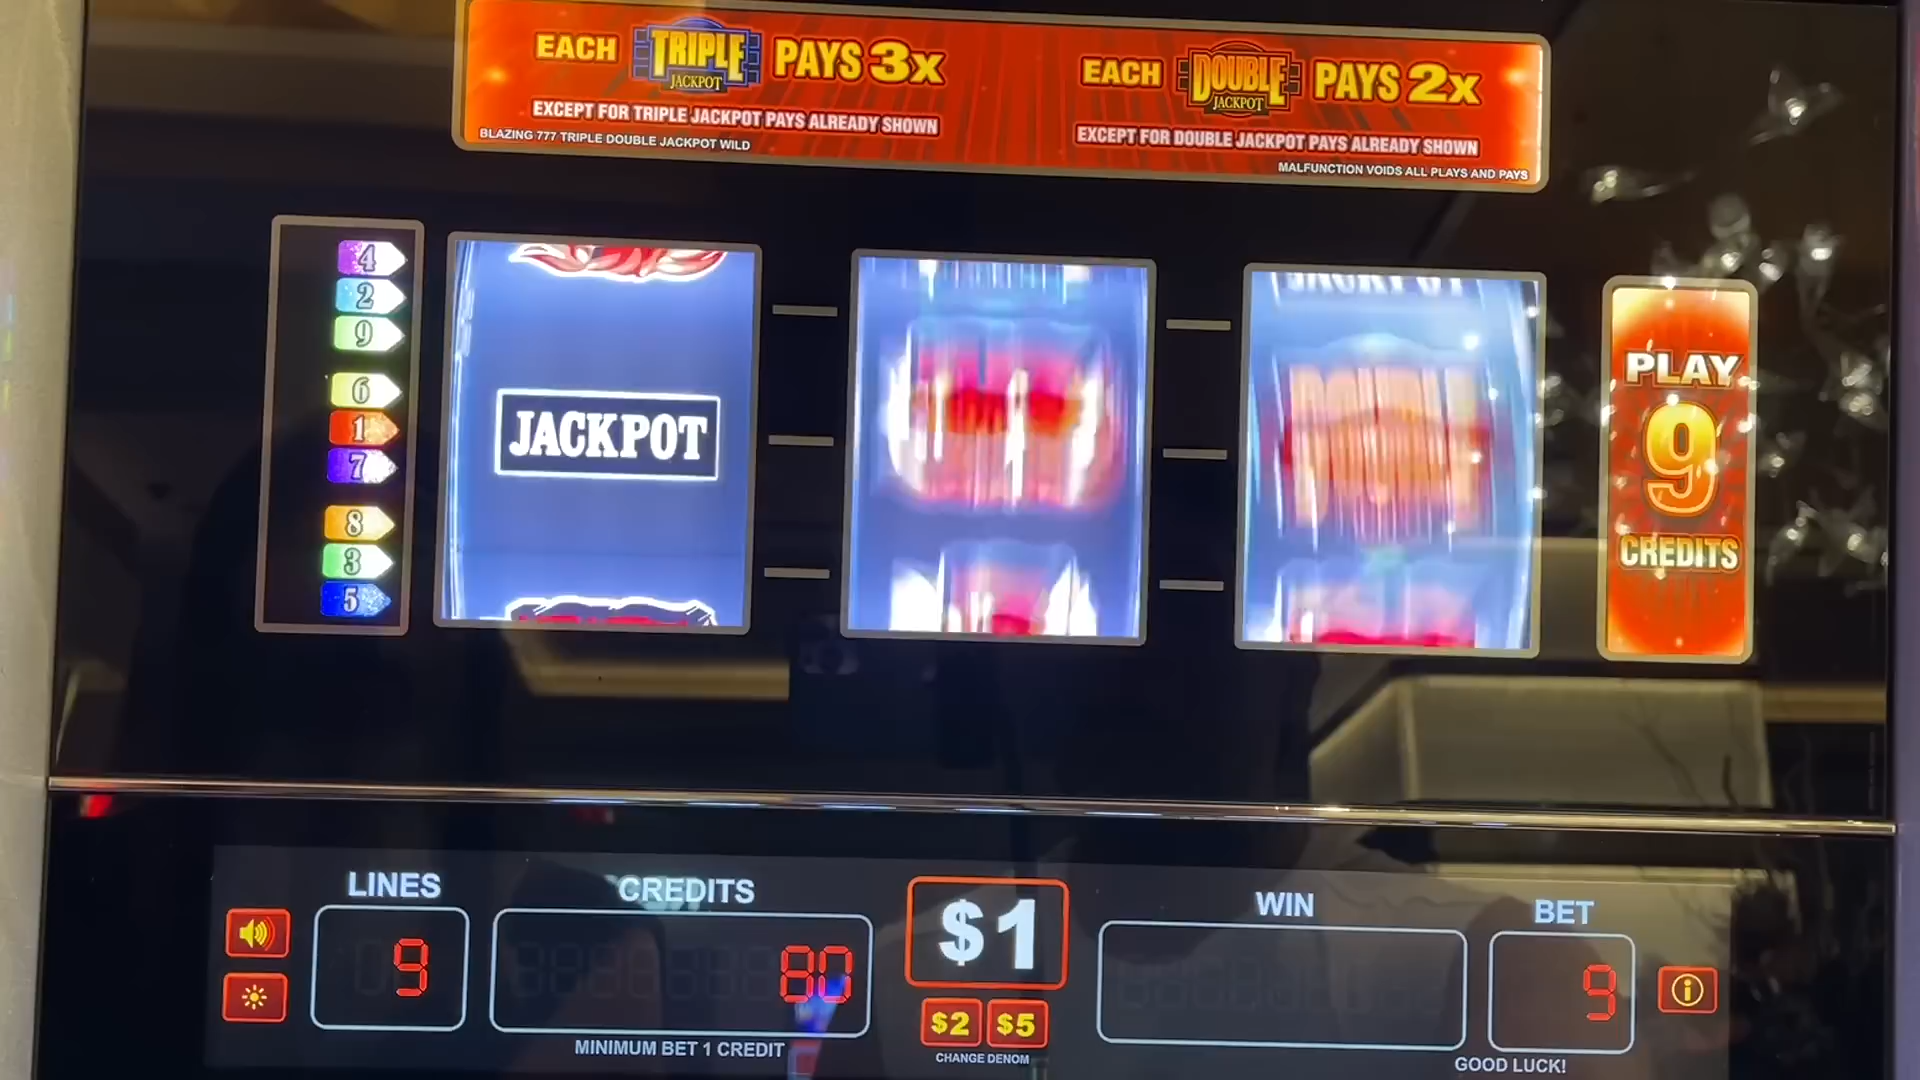 EACH TRIPLE JACKPOT PAYS 3x
EXCEPT FOR TRIPLE JACKPOT PAYS ALREADY SHOWN
BLAZING 777 TRIPLE DOUBLE JACKPOT WILD
EACH DOUBLE JACKPOT PAYS 2x
EXCEPT FOR DOUBLE JACKPOT PAYS ALREADY SHOWN
MALFUNCTION VOIDS ALL PLAYS AND PAYS
4
2
9
6
1
7
8
3
5
JACKPOT
JACKPOT
PLAY
9
CREDITS
LINES
9
CREDITS
80
MINIMUM BET 1 CREDIT
$1
$2 $5
CHANGE DENOM
WIN
BET
9
GOOD LUCK!